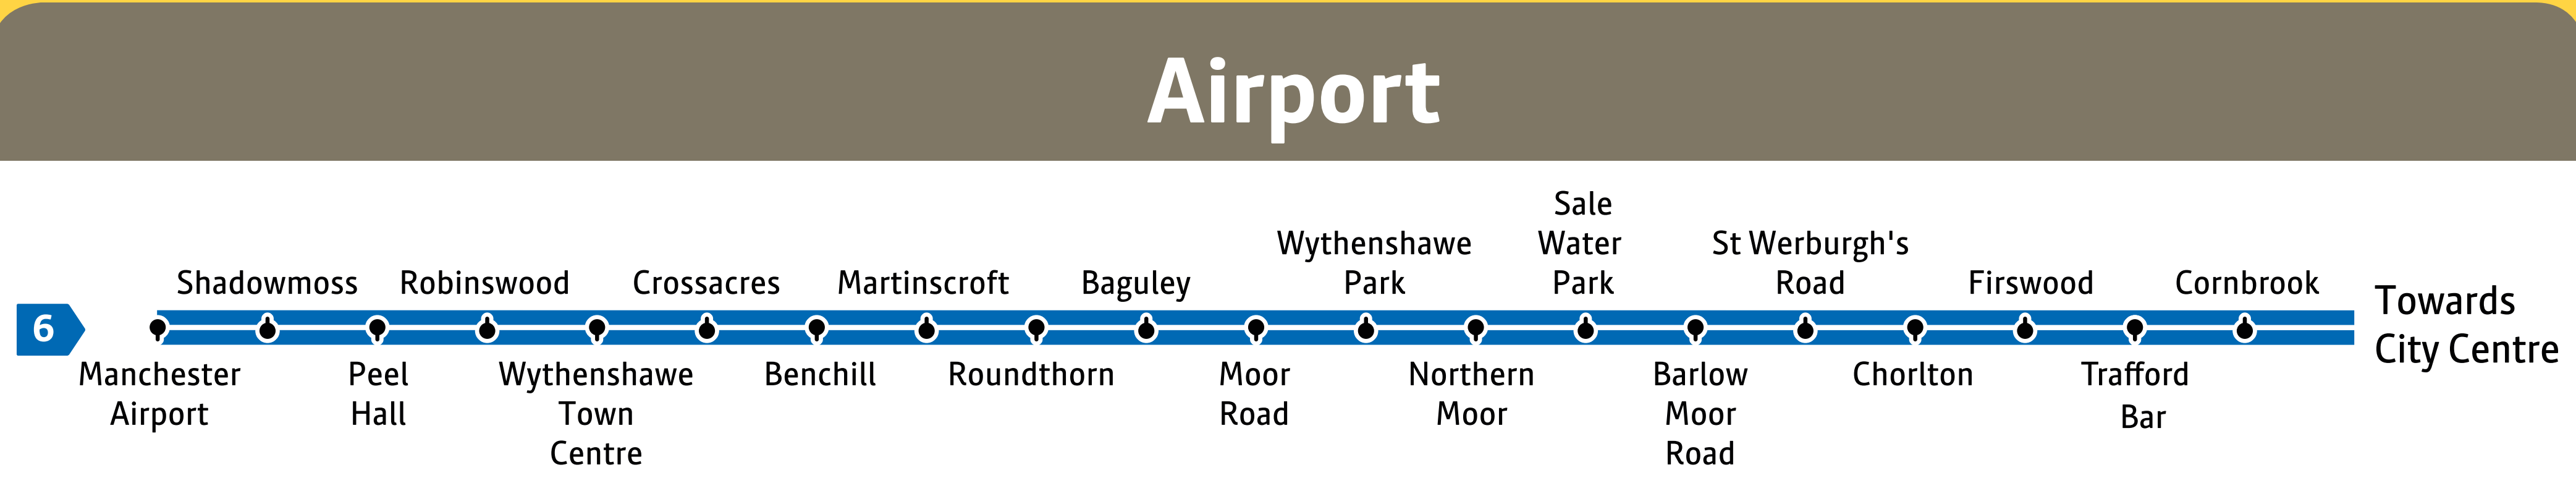 Airport
6
Manchester
Airport
Shadowmoss
Peel
Hall
Robinswood
Wythenshawe
Town
Centre
Crossacres
Benchill
Martinscroft
Roundthorn
Baguley
Moor
Road
Wythenshawe
Park
Northern
Moor
Sale
Water
Park
Barlow
Moor
Road
St Werburgh's
Road
Chorlton
Firswood
Trafford
Bar
Cornbrook
Towards
City Centre